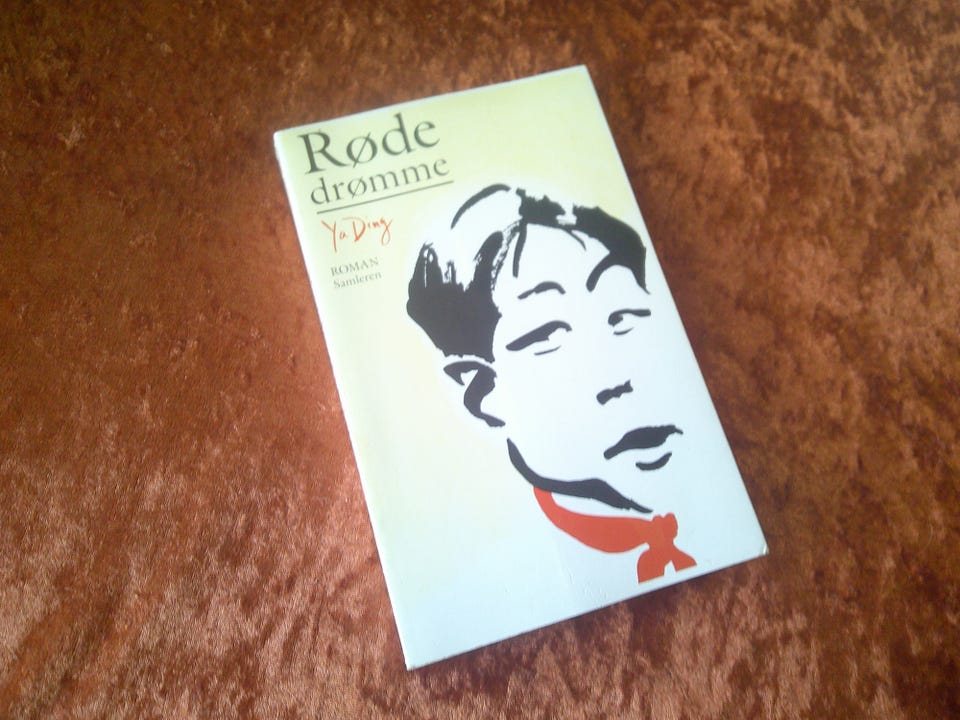 Røde
drømme
Ya Ding
ROMAN
Samleren